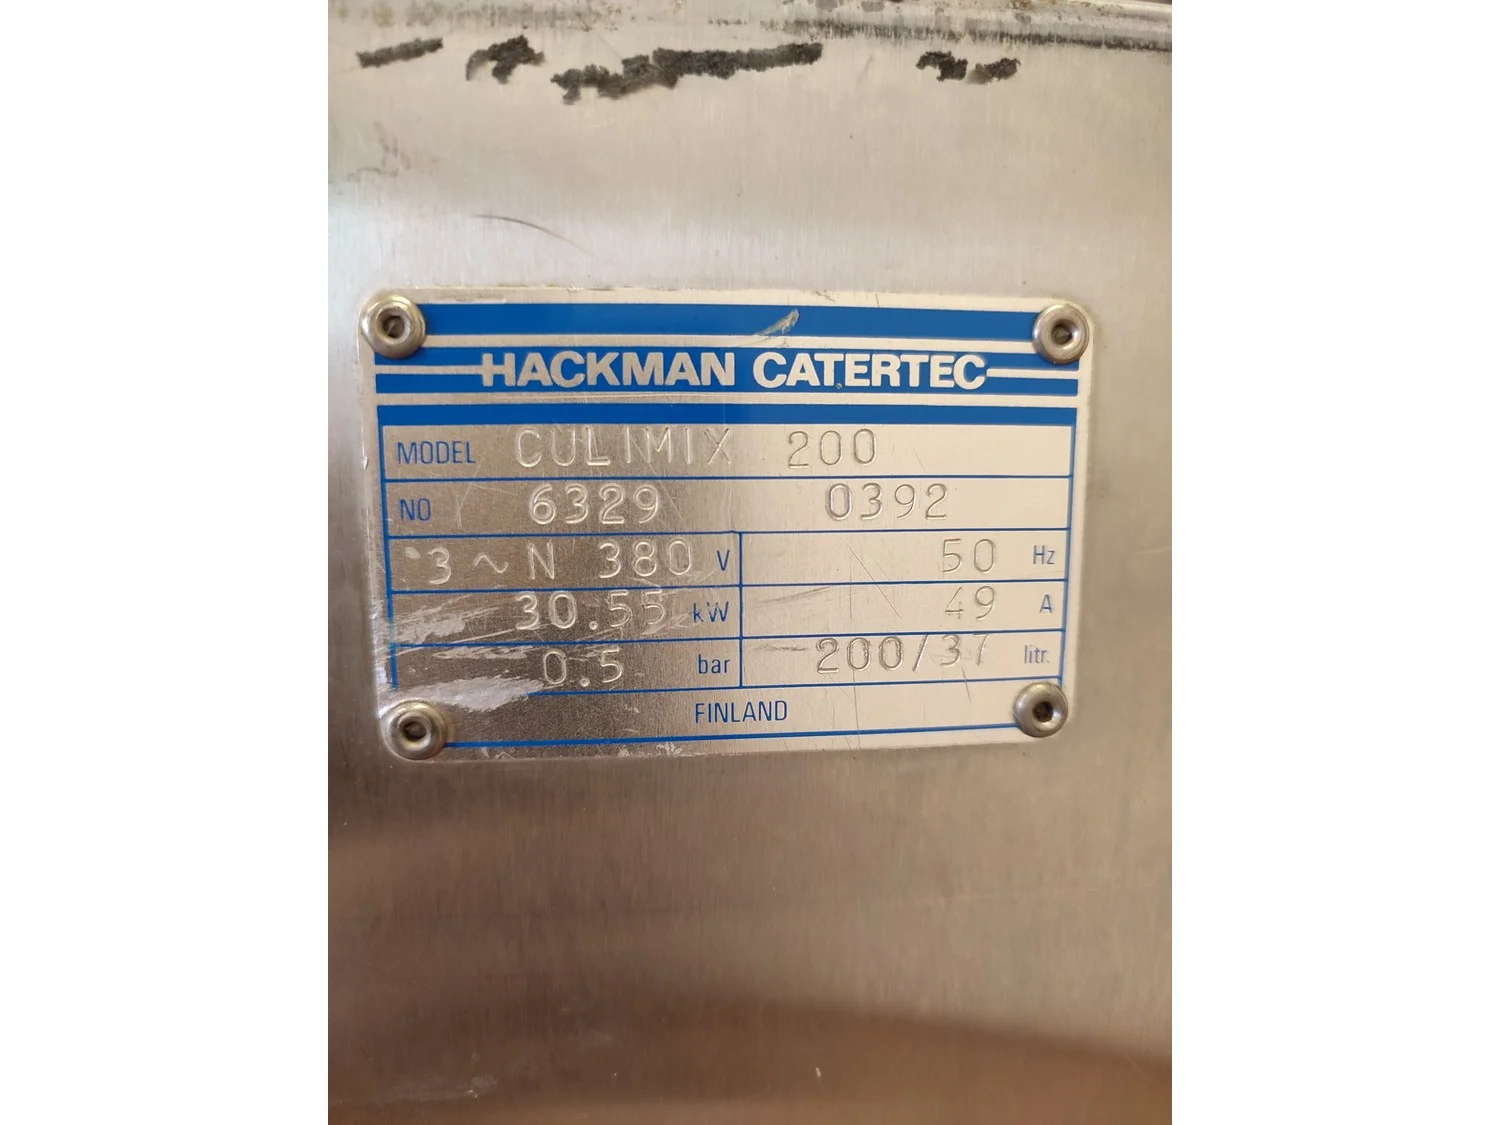 HACKMAN CATERTEC
MODEL CULIMIX 200
NO 6329 0392
3 ~ N 380 V 50 Hz
30.55 kW 49 A
0.5 bar 200/37 litr.
FINLAND